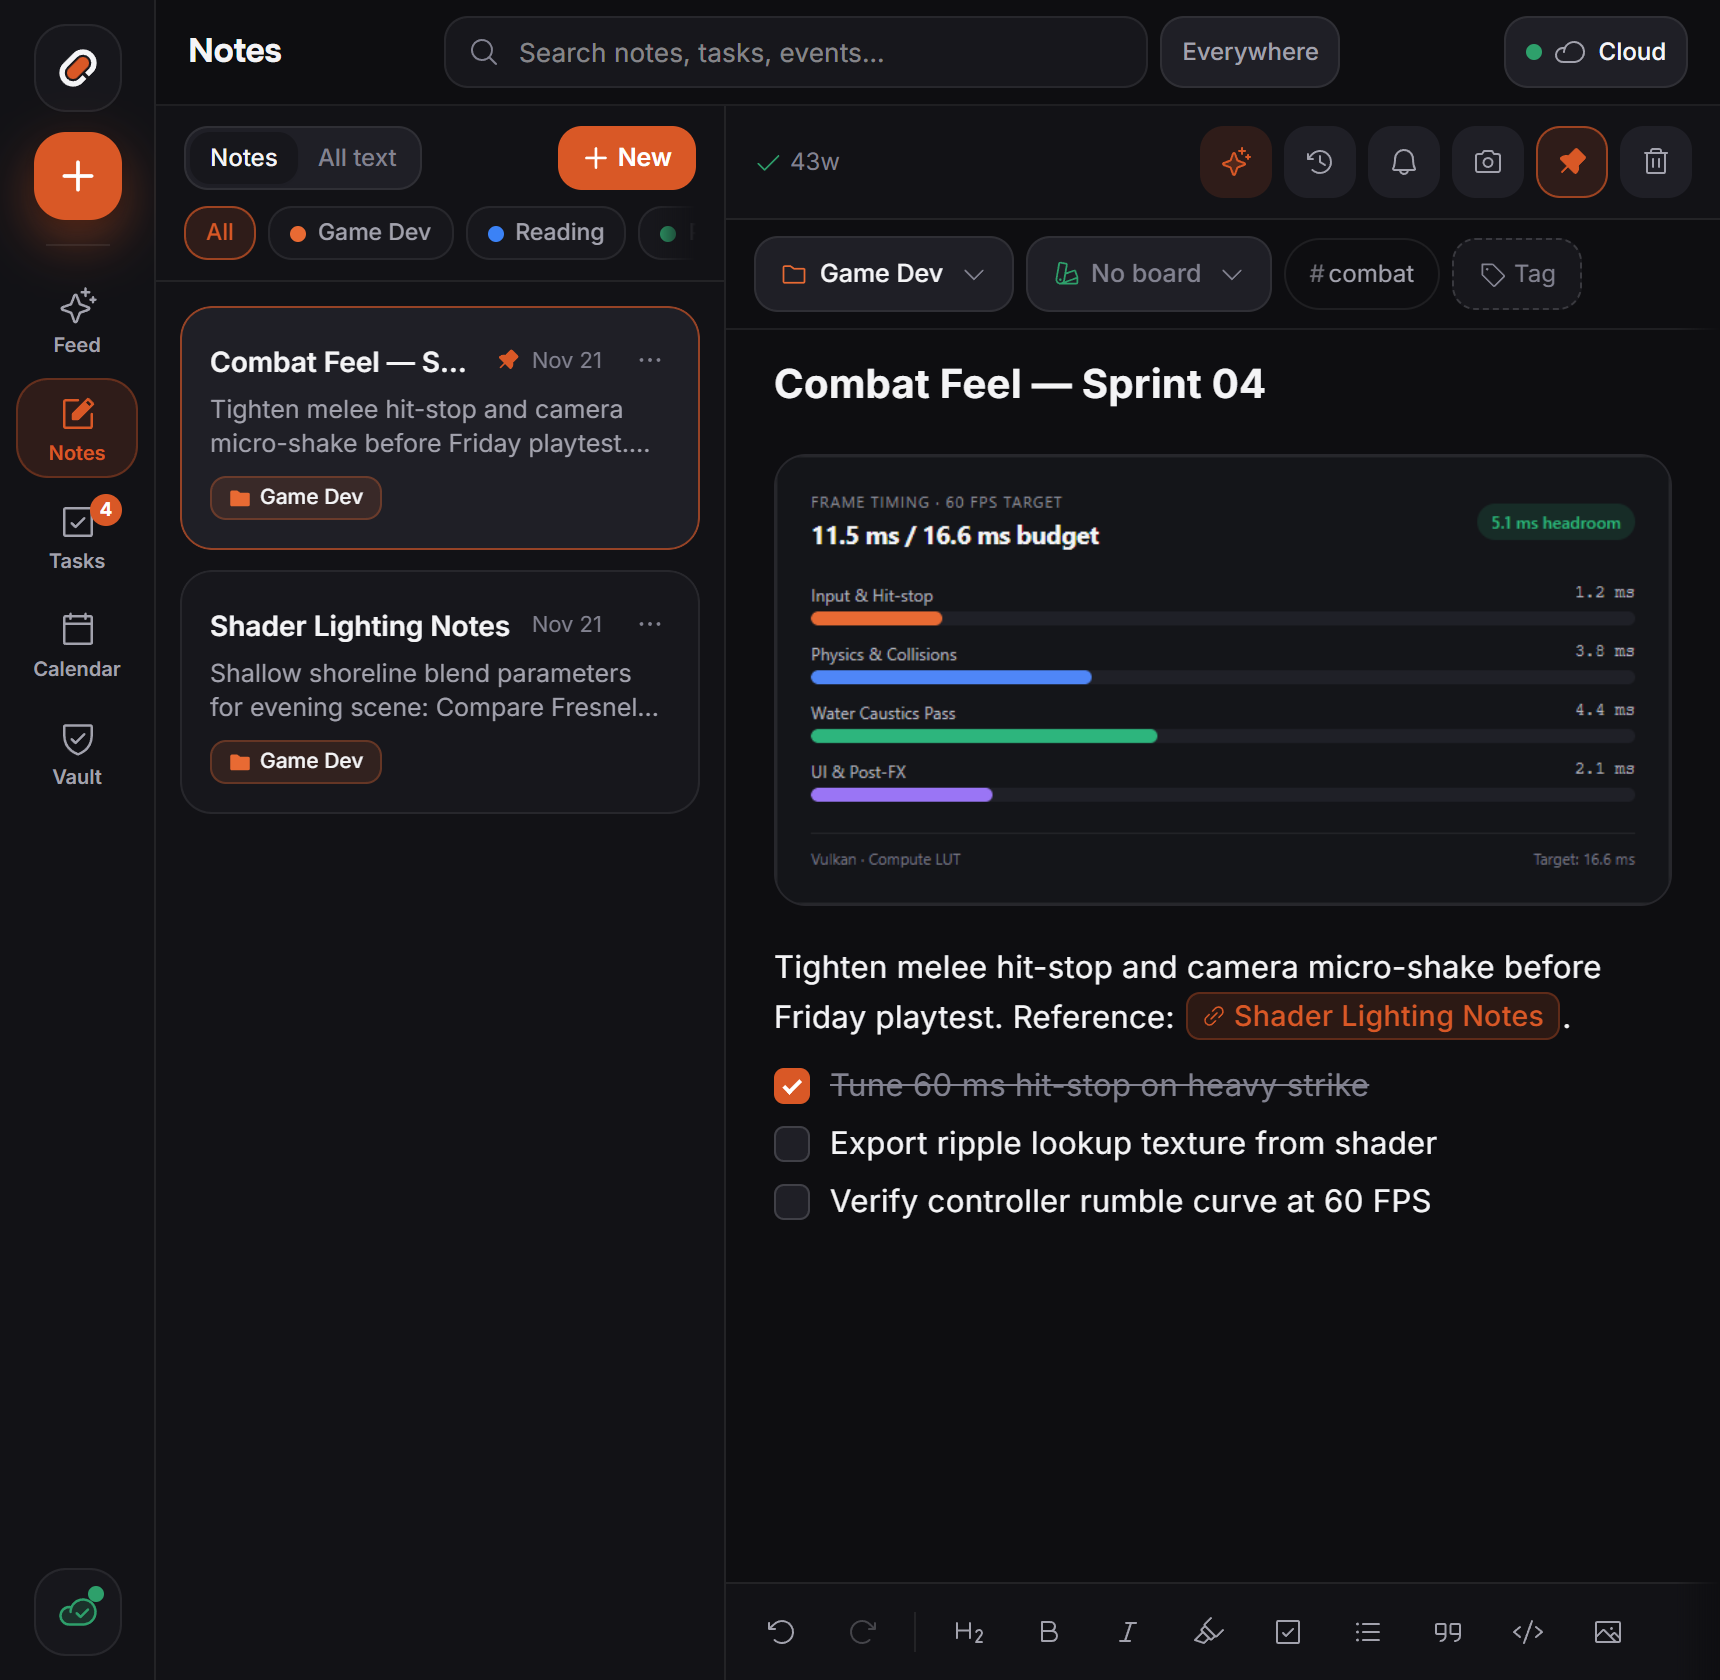 Notes
Search notes, tasks, events...
Everywhere
Cloud
Feed
Notes
4
Tasks
Calendar
Vault
Notes
All text
New
All
Game Dev
Reading
Combat Feel — S...
Nov 21
Tighten melee hit-stop and camera
micro-shake before Friday playtest....
Game Dev
Shader Lighting Notes
Nov 21
Shallow shoreline blend parameters
for evening scene: Compare Fresnel...
Game Dev
43w
Game Dev
No board
#combat
Tag
Combat Feel — Sprint 04
FRAME TIMING · 60 FPS TARGET
11.5 ms / 16.6 ms budget
5.1 ms headroom
Input & Hit-stop
1.2 ms
Physics & Collisions
3.8 ms
Water Caustics Pass
4.4 ms
UI & Post-FX
2.1 ms
Vulkan · Compute LUT
Target: 16.6 ms
Tighten melee hit-stop and camera micro-shake before
Friday playtest. Reference: Shader Lighting Notes .
Tune 60 ms hit-stop on heavy strike
Export ripple lookup texture from shader
Verify controller rumble curve at 60 FPS
H2
B
I